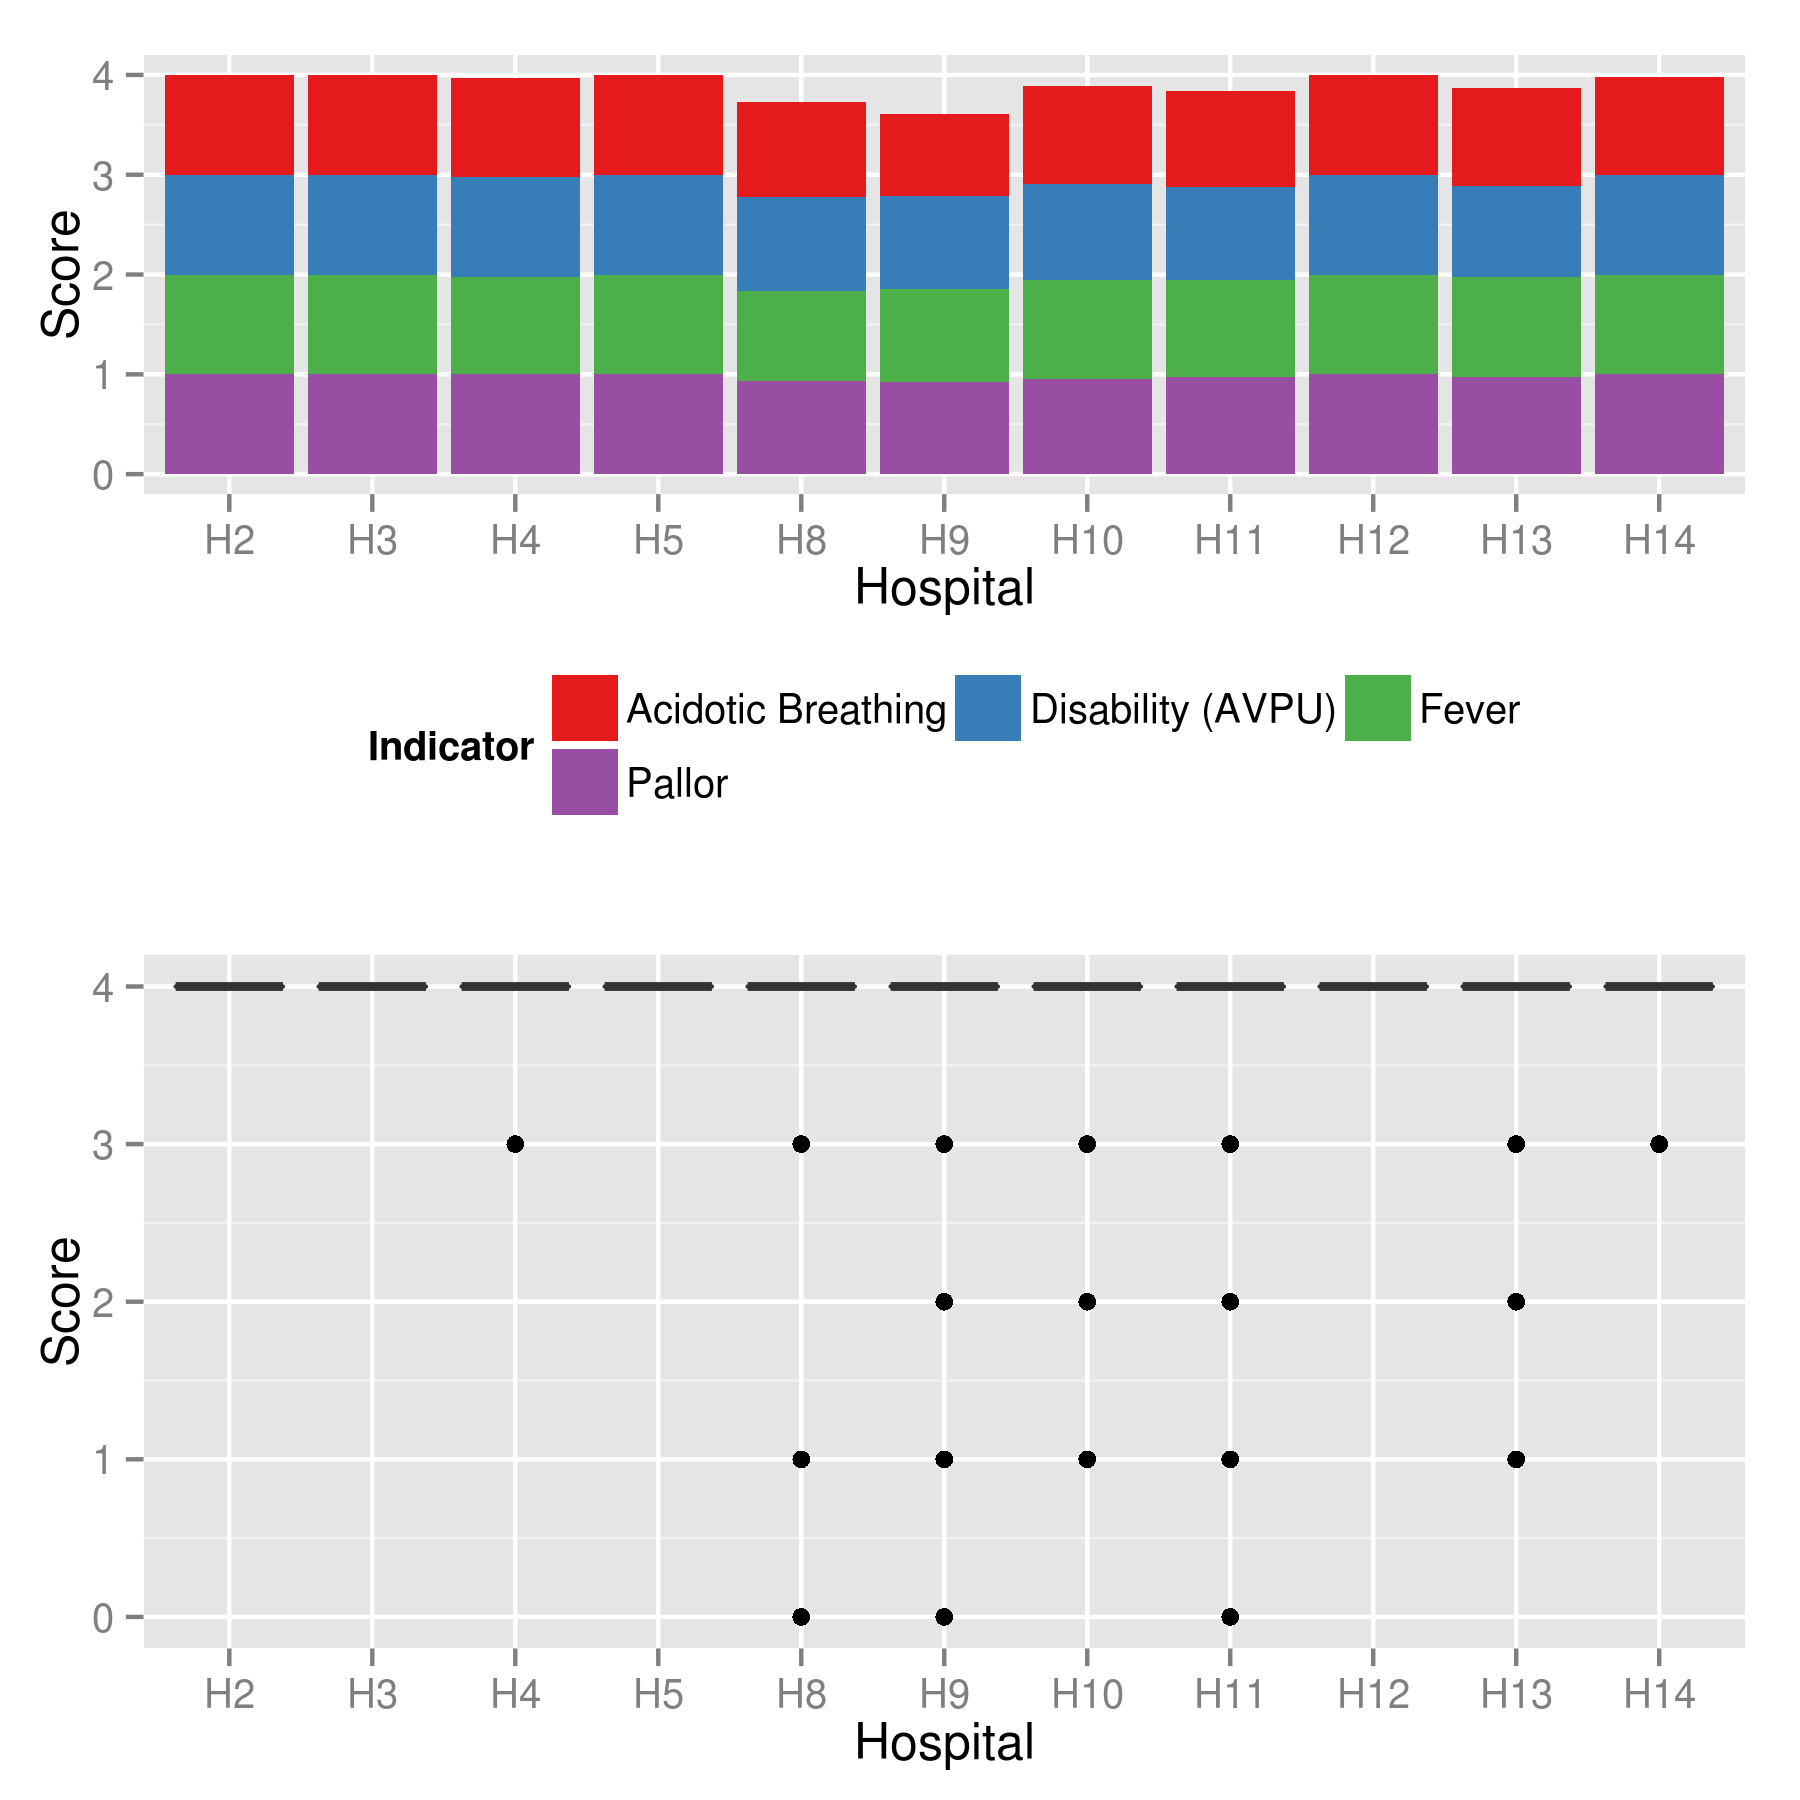 4
3
2
1
0
Score
H2 H3 H4 H5 H8 H9 H10 H11 H12 H13 H14
Hospital
Indicator
Acidotic Breathing Disability (AVPU) Fever
Pallor
4
3
2
1
0
Score
H2 H3 H4 H5 H8 H9 H10 H11 H12 H13 H14
Hospital